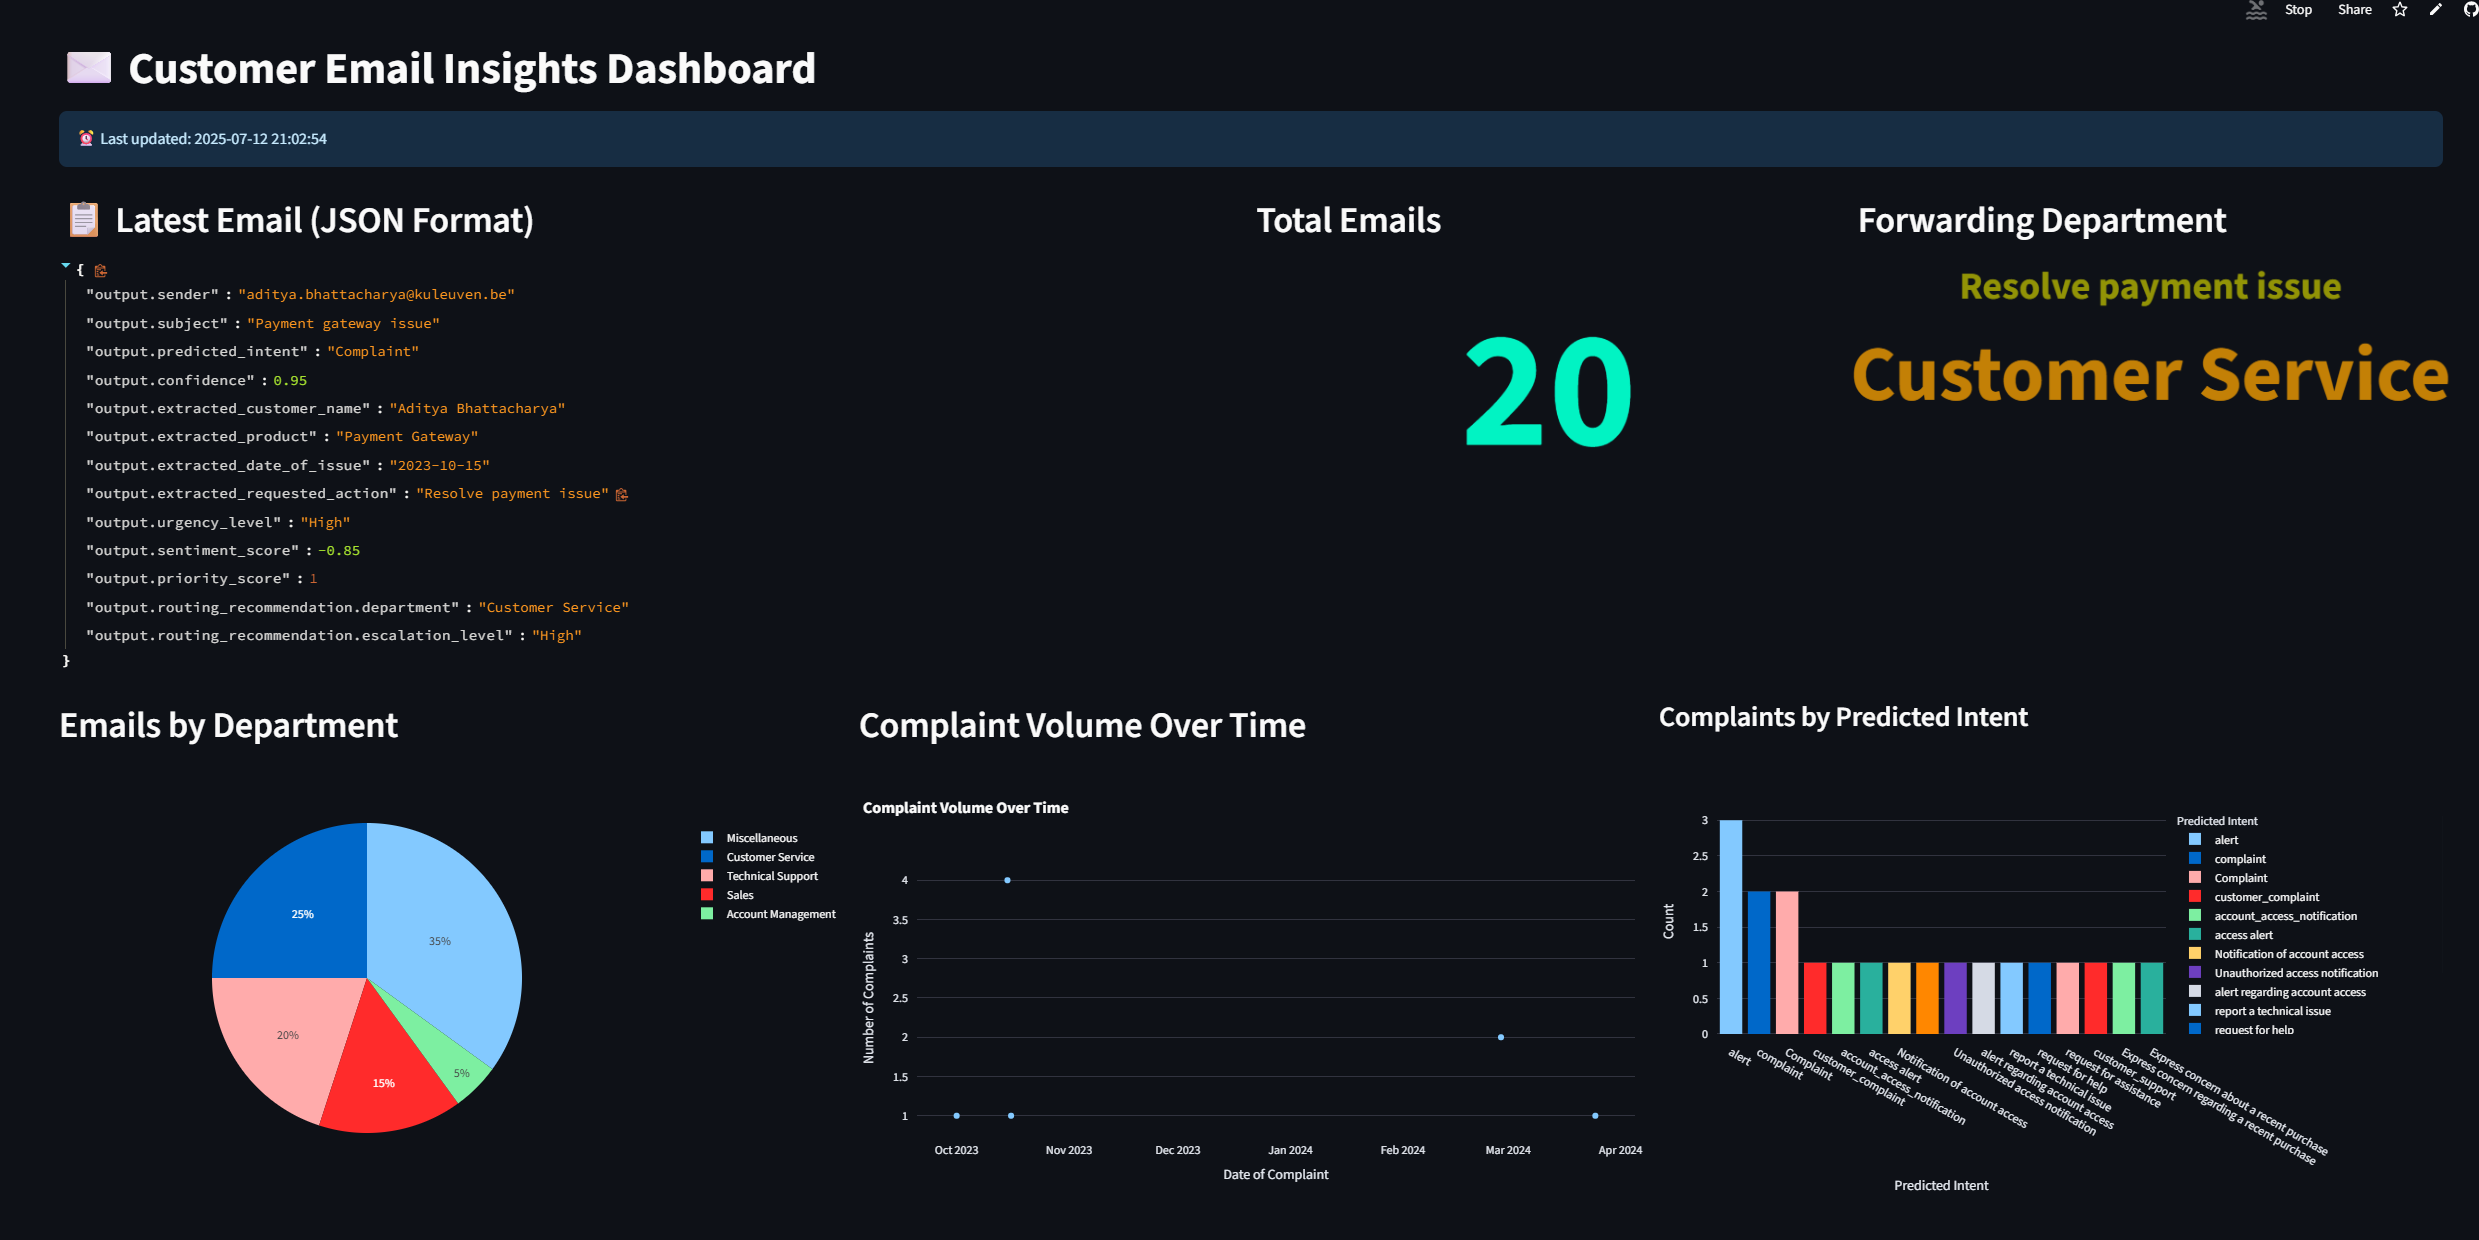 Stop Share
Customer Email Insights Dashboard
Last updated: 2025-07-12 21:02:54
Latest Email (JSON Format)
{
"output.sender" : "aditya.bhattacharya@kuleuven.be"
"output.subject" : "Payment gateway issue"
"output.predicted_intent" : "Complaint"
"output.confidence" : 0.95
"output.extracted_customer_name" : "Aditya Bhattacharya"
"output.extracted_product" : "Payment Gateway"
"output.extracted_date_of_issue" : "2023-10-15"
"output.extracted_requested_action" : "Resolve payment issue"
"output.urgency_level" : "High"
"output.sentiment_score" : -0.85
"output.priority_score" : 1
"output.routing_recommendation.department" : "Customer Service"
"output.routing_recommendation.escalation_level" : "High"
}
Total Emails
20
Forwarding Department
Resolve payment issue
Customer Service
Emails by Department
35%
25%
20%
15%
5%
Miscellaneous
Customer Service
Technical Support
Sales
Account Management
Complaint Volume Over Time
Complaint Volume Over Time
Number of Complaints
4
3.5
3
2.5
2
1.5
1
Oct 2023 Nov 2023 Dec 2023 Jan 2024 Feb 2024 Mar 2024 Apr 2024
Date of Complaint
Complaints by Predicted Intent
Count
3
2.5
2
1.5
1
0.5
0
alert
complaint
Complaint
customer_complaint
account_access_notification
access alert
Notification of account access
Unauthorized access notification
alert regarding account access
report a technical issue
request for help
request for assistance
customer_support
Express concern regarding a recent purchase
Express concern about a recent purchase
Predicted Intent
Predicted Intent
alert
complaint
Complaint
customer_complaint
account_access_notification
access alert
Notification of account access
Unauthorized access notification
alert regarding account access
report a technical issue
request for help